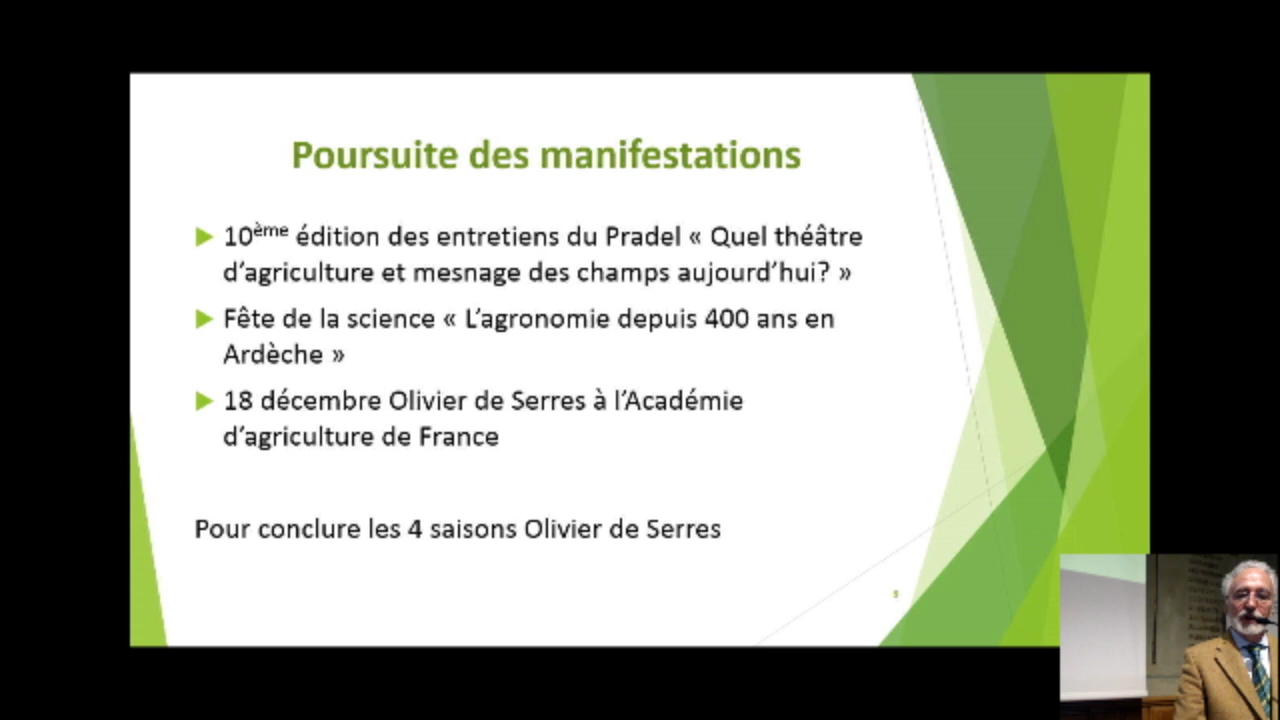 Poursuite des manifestations
10ème édition des entretiens du Pradel « Quel théâtre
d’agriculture et mesnage des champs aujourd’hui? »
Fête de la science « L’agronomie depuis 400 ans en
Ardèche »
18 décembre Olivier de Serres à l’Académie
d’agriculture de France
Pour conclure les 4 saisons Olivier de Serres